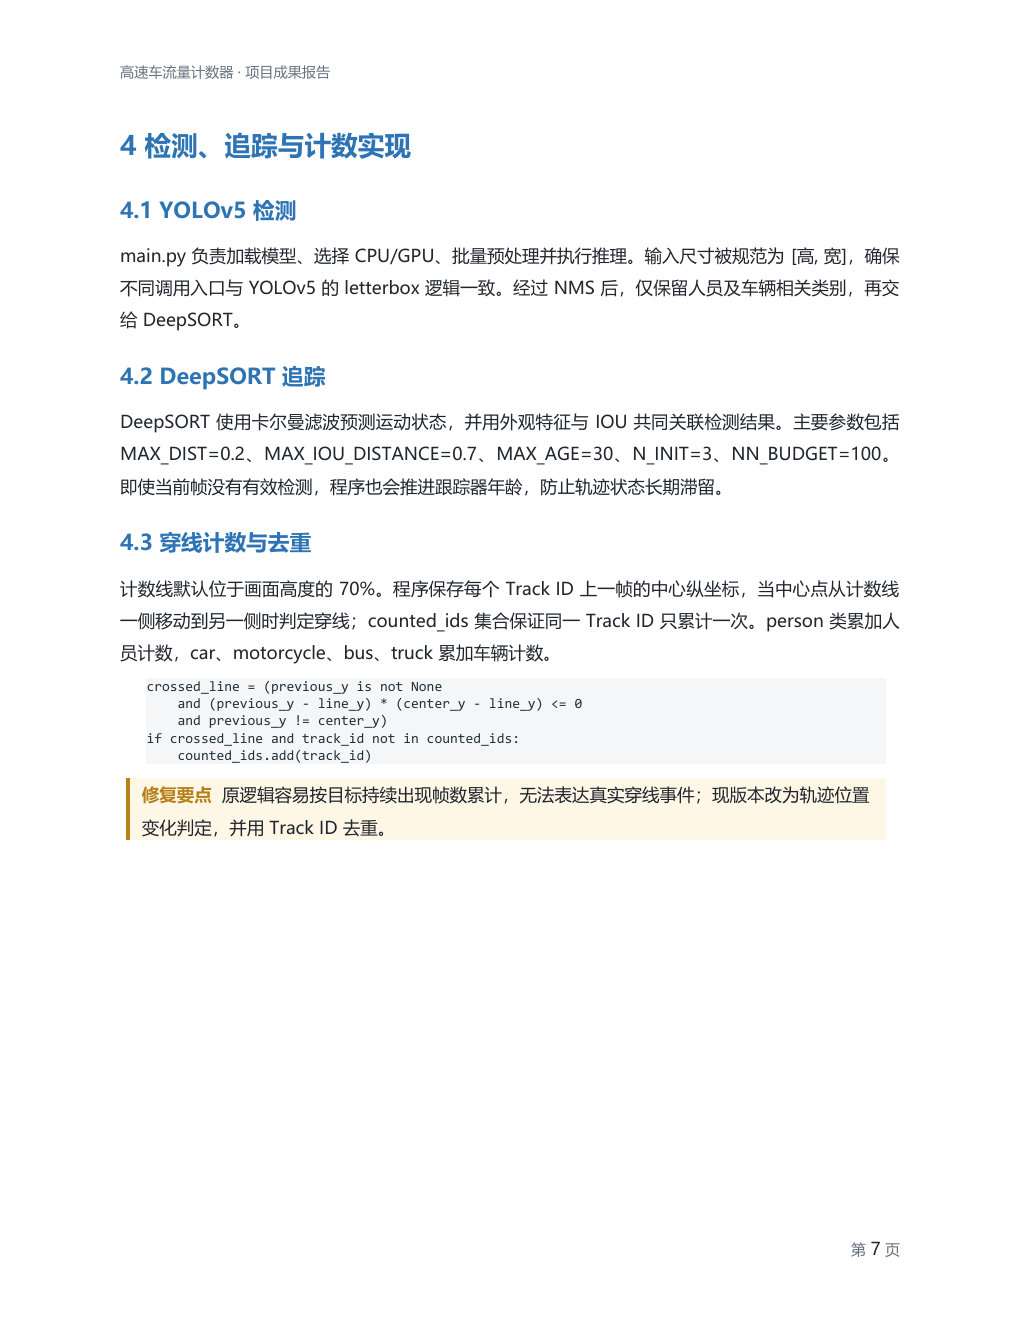 高速车流量计数器 · 项目成果报告
4 检测、追踪与计数实现
4.1 YOLOv5 检测
main.py 负责加载模型、选择 CPU/GPU、批量预处理并执行推理。输入尺寸被规范为 [高, 宽]，确保
不同调用入口与 YOLOv5 的 letterbox 逻辑一致。经过 NMS 后，仅保留人员及车辆相关类别，再交
给 DeepSORT。
4.2 DeepSORT 追踪
DeepSORT 使用卡尔曼滤波预测运动状态，并用外观特征与 IOU 共同关联检测结果。主要参数包括
MAX_DIST=0.2、MAX_IOU_DISTANCE=0.7、MAX_AGE=30、N_INIT=3、NN_BUDGET=100。
即使当前帧没有有效检测，程序也会推进跟踪器年龄，防止轨迹状态长期滞留。
4.3 穿线计数与去重
计数线默认位于画面高度的 70%。程序保存每个 Track ID 上一帧的中心纵坐标，当中心点从计数线
一侧移动到另一侧时判定穿线；counted_ids 集合保证同一 Track ID 只累计一次。person 类累加人
员计数，car、motorcycle、bus、truck 累加车辆计数。
crossed_line = (previous_y is not None
    and (previous_y - line_y) * (center_y - line_y) <= 0
    and previous_y != center_y)
if crossed_line and track_id not in counted_ids:
    counted_ids.add(track_id)
修复要点 原逻辑容易按目标持续出现帧数累计，无法表达真实穿线事件；现版本改为轨迹位置
变化判定，并用 Track ID 去重。
第 7 页